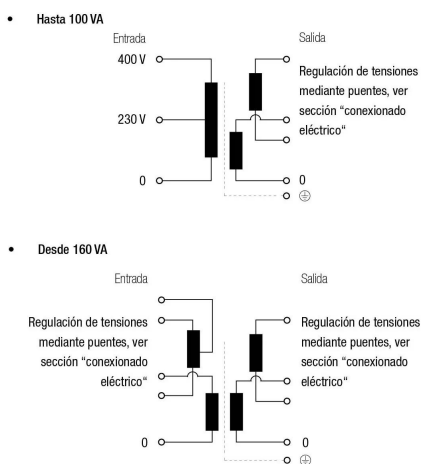 • Hasta 100 VA
Entrada
Salida
400 V
230 V
0
Regulación de tensiones
mediante puentes, ver
sección “conexionado
eléctrico“
0
• Desde 160 VA
Entrada
Salida
Regulación de tensiones
mediante puentes, ver
sección “conexionado
eléctrico“
0
Regulación de tensiones
mediante puentes, ver
sección “conexionado
eléctrico“
0